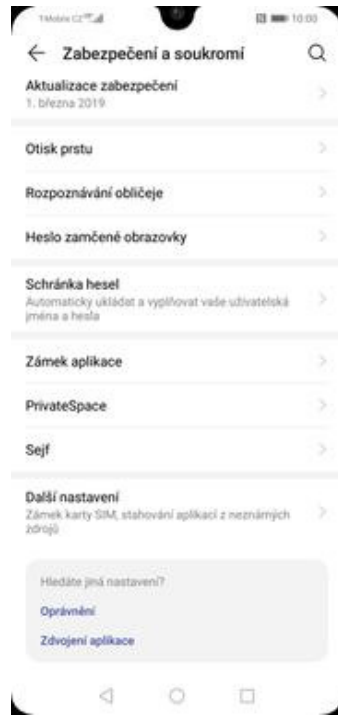 T-Mobile CZ
10:00
Zabezpečení a soukromí
Aktualizace zabezpečení
1. března 2019
Otisk prstu
Rozpoznávání obličeje
Heslo zamčené obrazovky
Schránka hesel
Automaticky ukládat a vyplňovat vaše uživatelská
jména a hesla
Zámek aplikace
PrivateSpace
Sejf
Další nastavení
Zámek karty SIM, stahování aplikací z neznámých
zdrojů
Hledáte jiná nastavení?
Oprávnění
Zdvojení aplikace